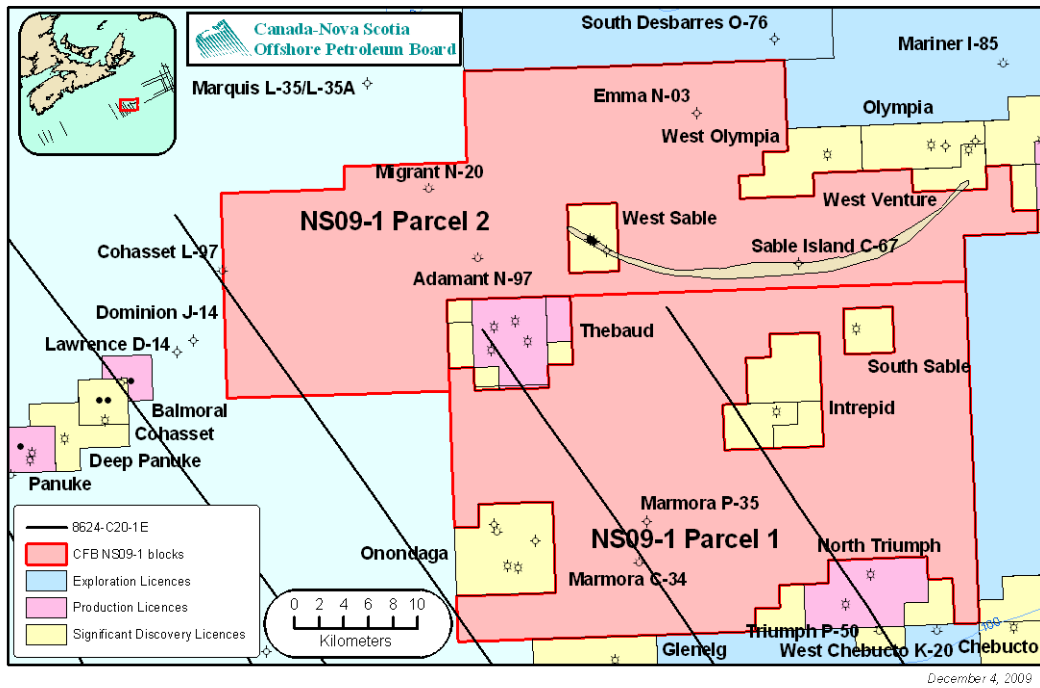 Canada-Nova Scotia
Offshore Petroleum Board
South Desbarres O-76
Mariner I-85
Marquis L-35/L-35A
Emma N-03
Olympia
West Olympia
Migrant N-20
NS09-1 Parcel 2
West Sable
West Venture
Cohasset L-97
Sable Island C-67
Adamant N-97
Dominion J-14
Thebaud
Lawrence D-14
South Sable
Balmoral
Intrepid
Cohasset
Deep Panuke
Panuke
Marmora P-35
8624-C20-1E
NS09-1 Parcel 1
North Triumph
CFB NS09-1 blocks
Onondaga
Marmora C-34
Exploration Licences
Production Licences
Significant Discovery Licences
0 2 4 6 8 10
Kilometers
Triumph P-50
100
Glenelg
West Chebucto K-20
Chebucto
December 4, 2009